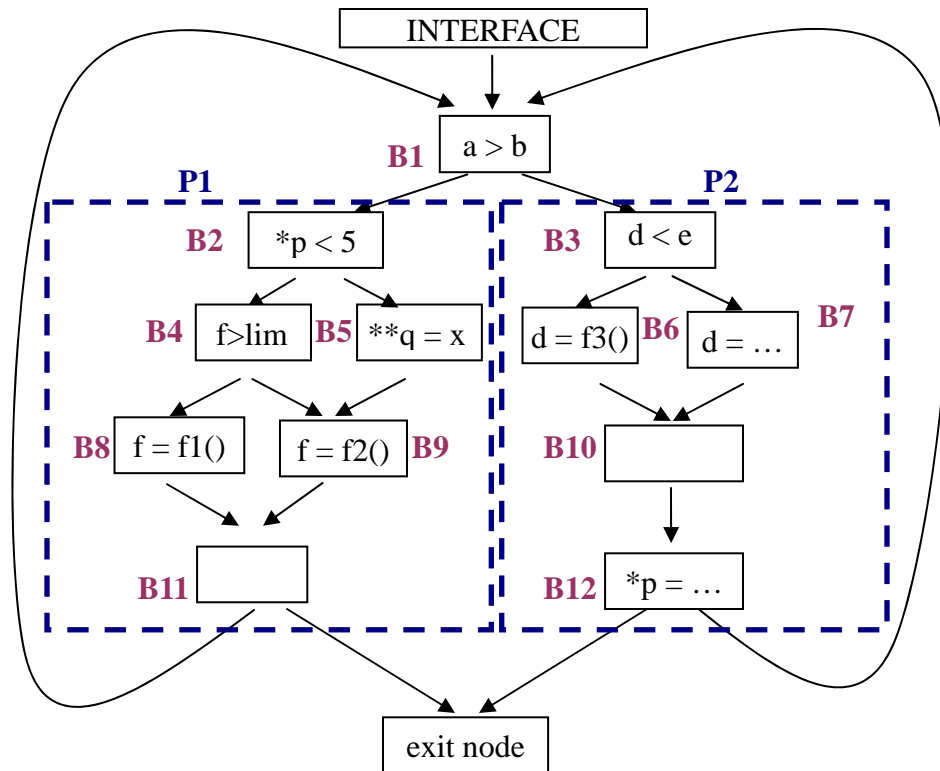 INTERFACE
a > b
B1
P1
P2
B2
*p < 5
B3
d < e
B4
f>lim
B5
**q = x
d = f3()
B6
d = …
B7
B8
f = f1()
f = f2()
B9
B10
B11
B12
*p = …
exit node